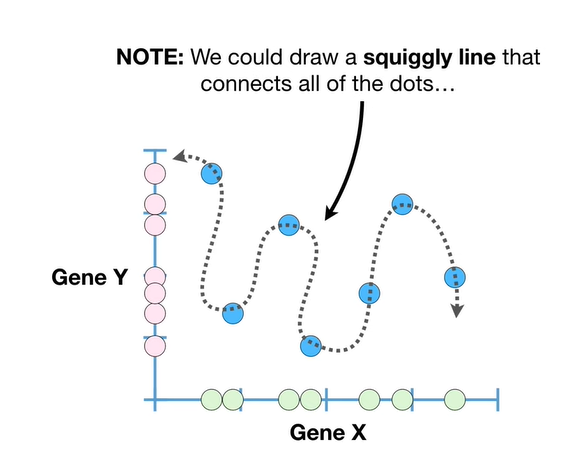 NOTE: We could draw a squiggly line that
connects all of the dots…
Gene Y
Gene X